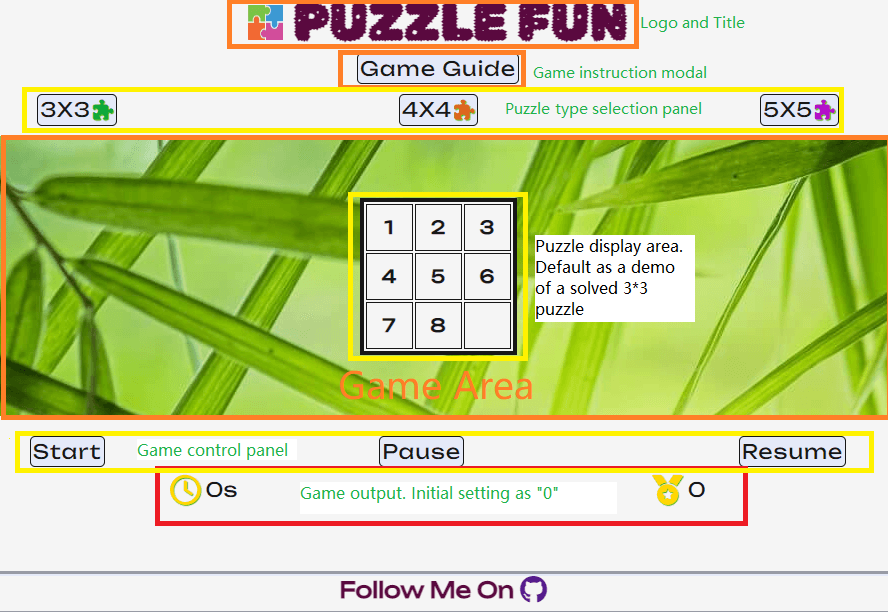 PUZZLE FUN Logo and Title
Game Guide Game instruction modal
3X3 4X4 Puzzle type selection panel 5X5
1 2 3
4 5 6
7 8
Puzzle display area.
Default as a demo
of a solved 3*3
puzzle
Game Area
Start Game control panel Pause Resume
0s Game output. Initial setting as "0" 0
Follow Me On